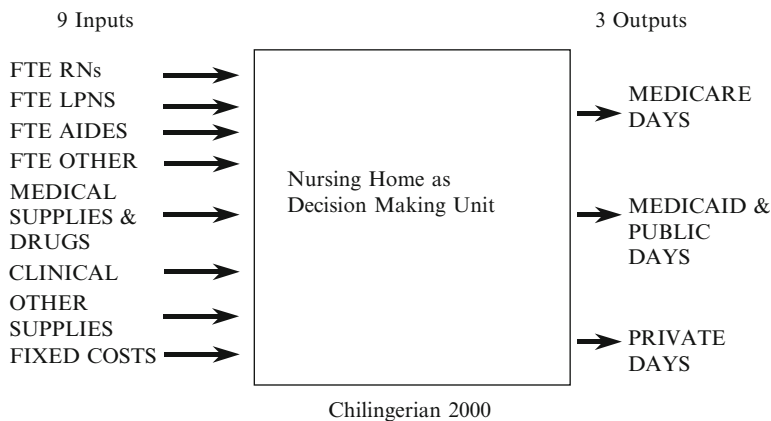 9 Inputs
3 Outputs
FTE RNs
FTE LPNS
FTE AIDES
FTE OTHER
MEDICAL
SUPPLIES &
DRUGS
CLINICAL
OTHER
SUPPLIES
FIXED COSTS
Nursing Home as
Decision Making Unit
MEDICARE
DAYS
MEDICAID &
PUBLIC
DAYS
PRIVATE
DAYS
Chilingerian 2000